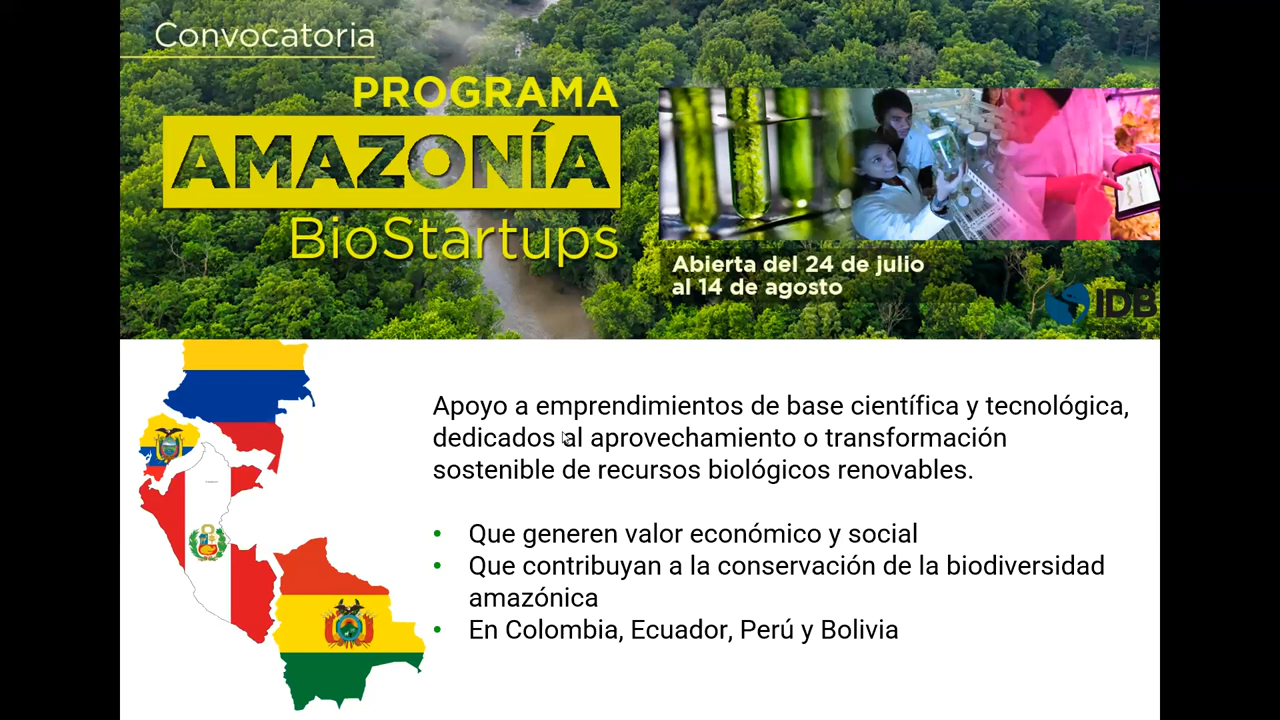 Convocatoria
PROGRAMA
AMAZONÍA
BioStartups
Abierta del 24 de julio
al 14 de agosto
IDB
Apoyo a emprendimientos de base científica y tecnológica,
dedicados al aprovechamiento o transformación
sostenible de recursos biológicos renovables.
• Que generen valor económico y social
• Que contribuyan a la conservación de la biodiversidad
amazónica
• En Colombia, Ecuador, Perú y Bolivia